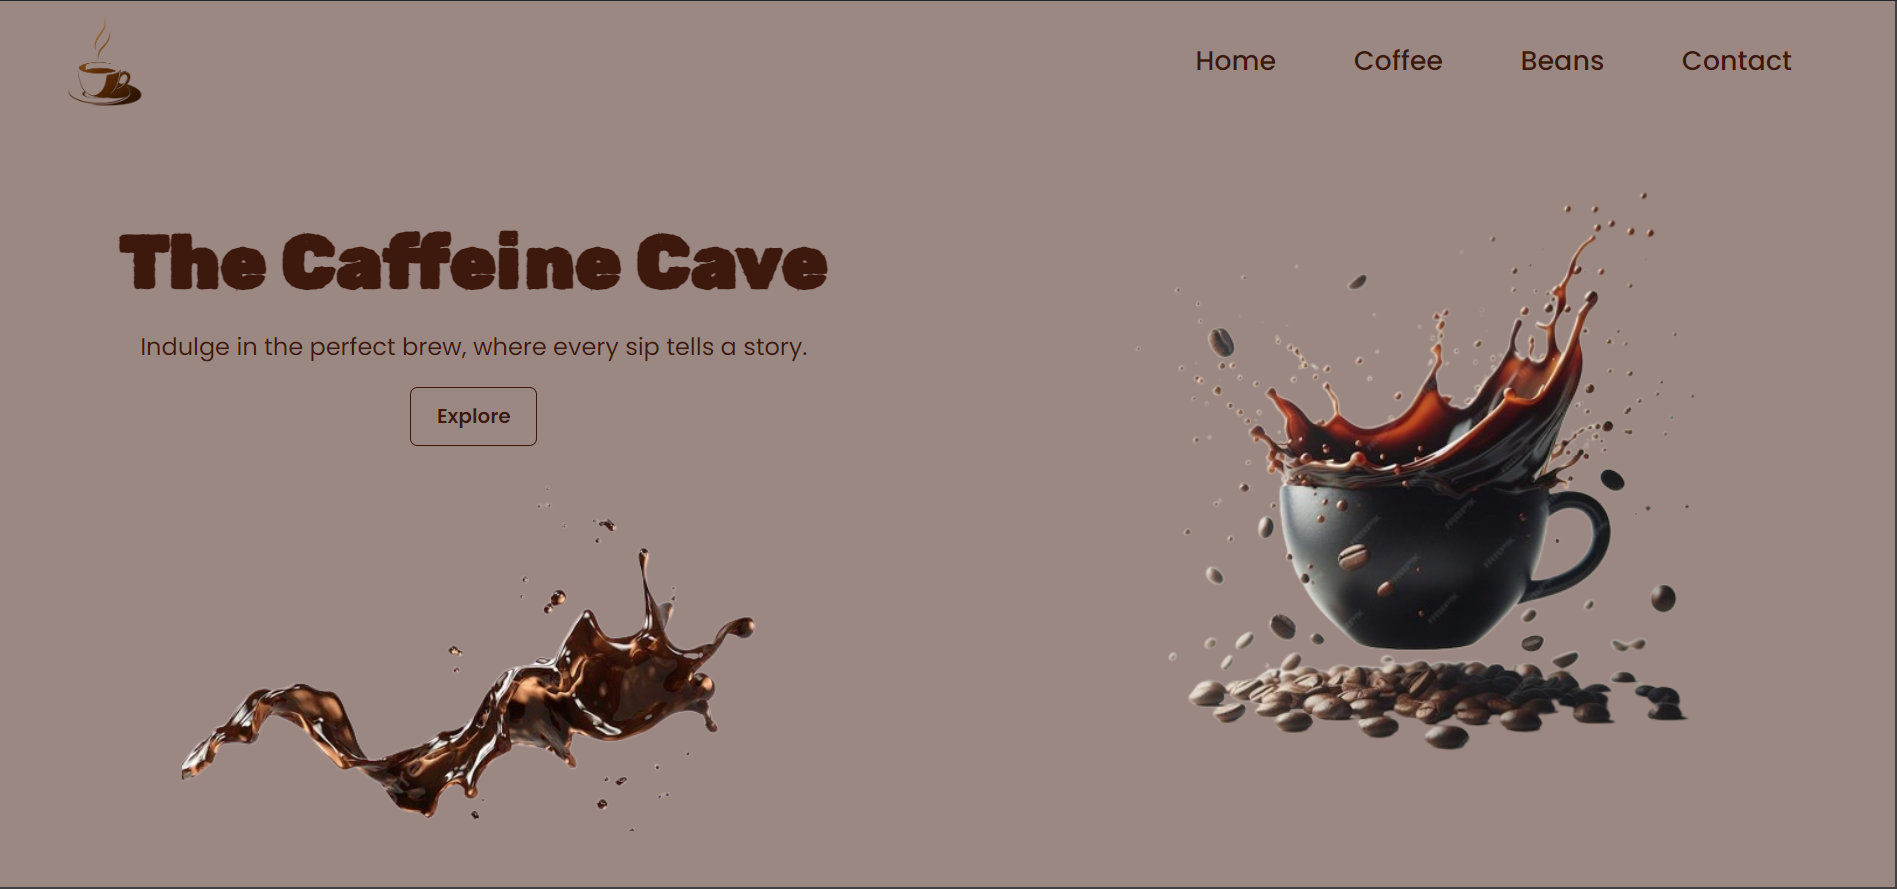 Home Coffee Beans Contact
The Caffeine Cave
Indulge in the perfect brew, where every sip tells a story.
Explore